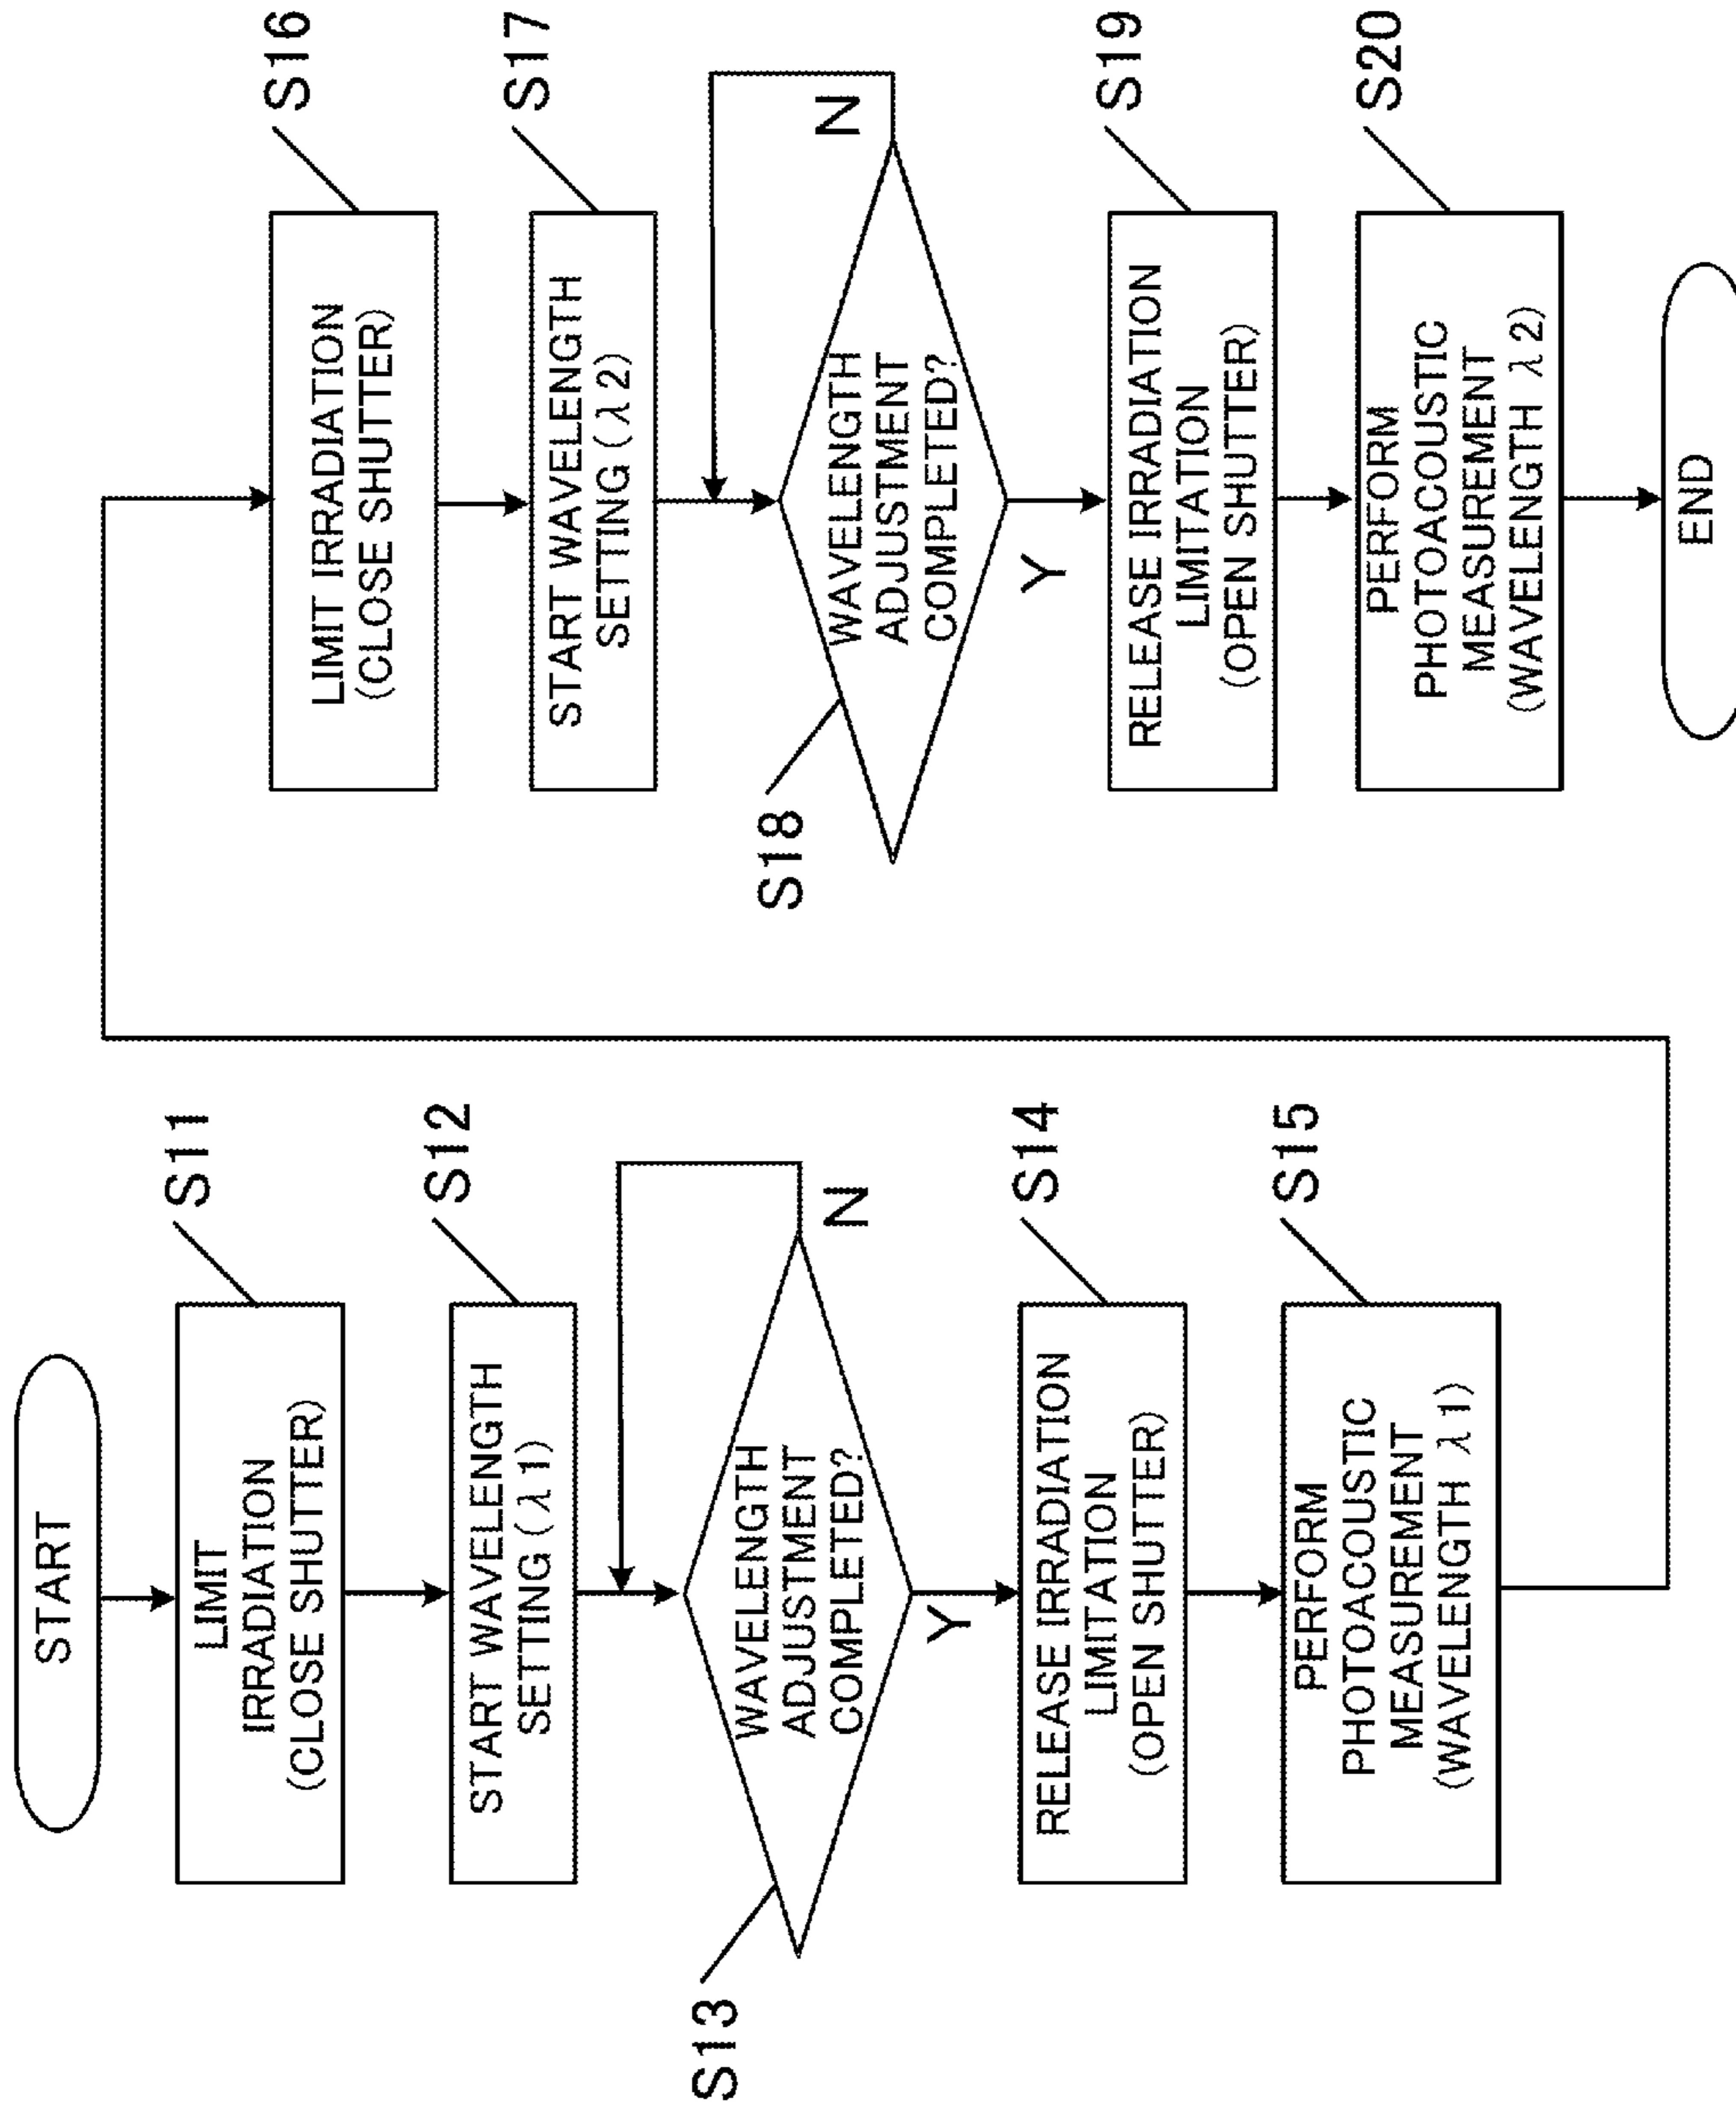 START
LIMIT
IRRADIATION
(CLOSE SHUTTER)
S11
START WAVELENGTH
SETTING (λ1)
S12
WAVELENGTH
ADJUSTMENT
COMPLETED?
N
Y
S13
RELEASE IRRADIATION
LIMITATION
(OPEN SHUTTER)
S14
PERFORM
PHOTOACOUSTIC
MEASUREMENT
(WAVELENGTH λ1)
S15
LIMIT IRRADIATION
(CLOSE SHUTTER)
S16
START WAVELENGTH
SETTING (λ2)
S17
WAVELENGTH
ADJUSTMENT
COMPLETED?
N
Y
S18
RELEASE IRRADIATION
LIMITATION
(OPEN SHUTTER)
S19
PERFORM
PHOTOACOUSTIC
MEASUREMENT
(WAVELENGTH λ2)
S20
END